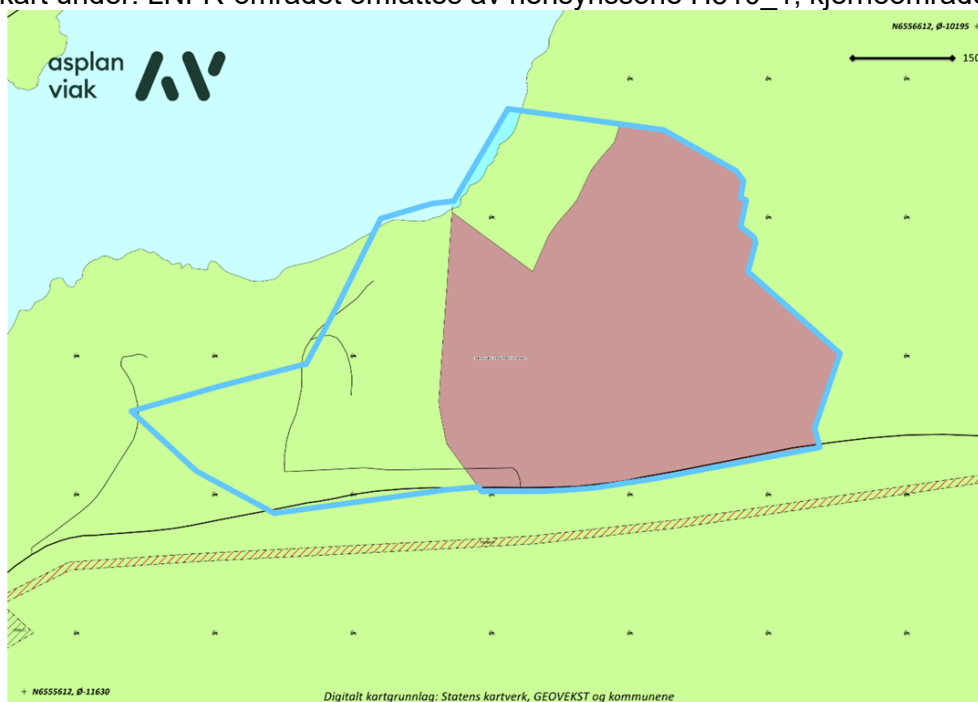 kart under. LNFR-området omfattes av hensynssone H510_1, kjerneområde
asplan
viak
N6556612, Ø-10195
150
N6555612, Ø-11630
Digitalt kartgrunnlag: Statens kartverk, GEOVEKST og kommunene